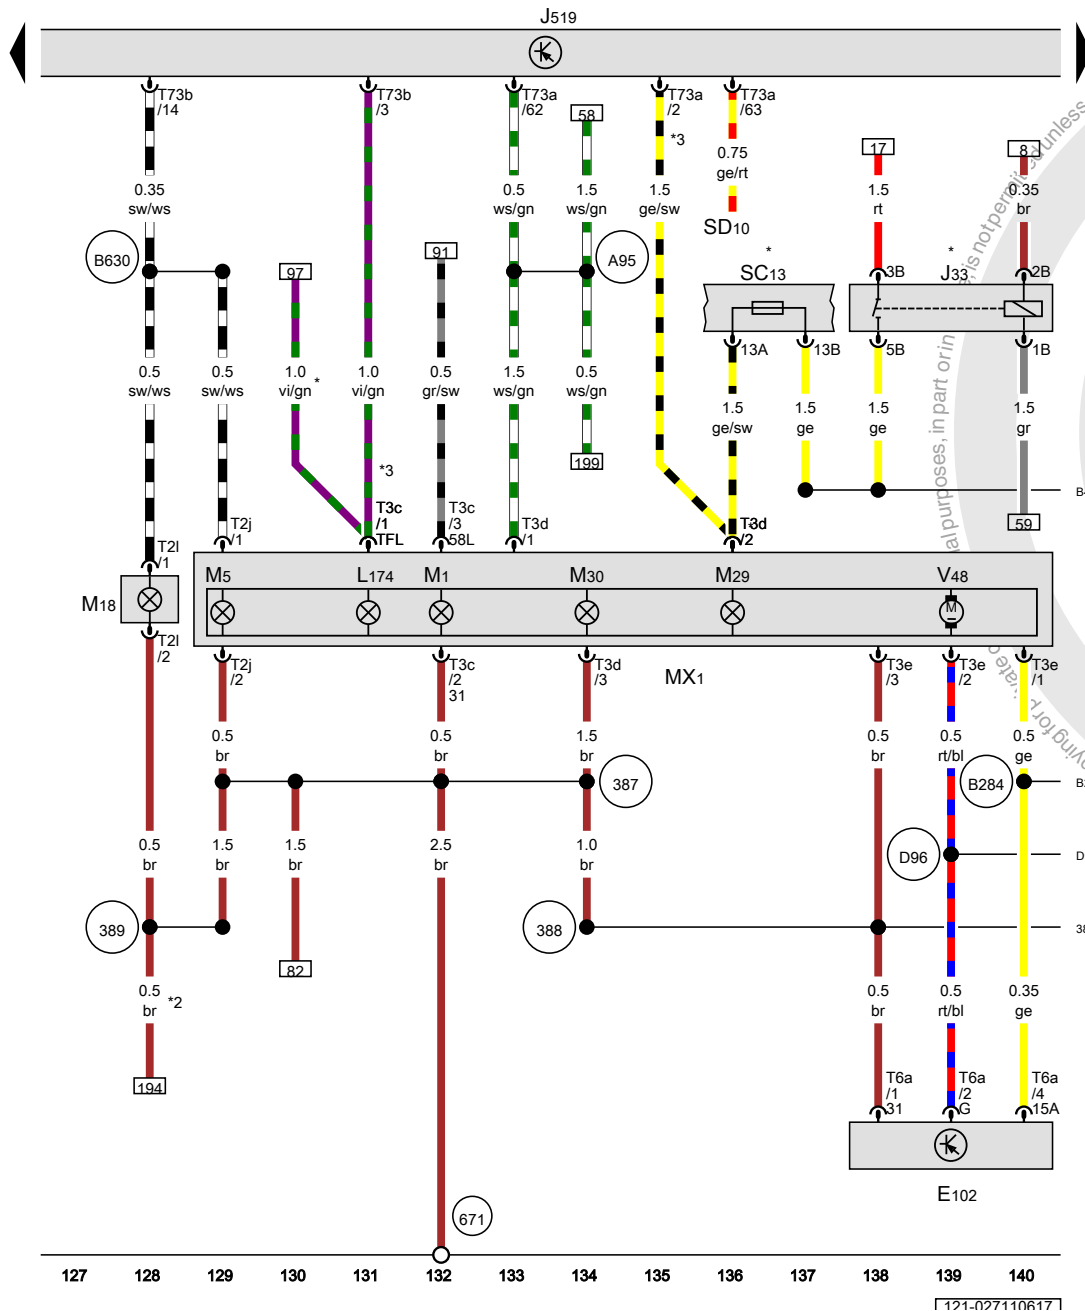 J519
T73b
/14
T73b
/3
T73a
/62
58
T73a
/2
*3
T73a
/63
17
8
0.35
sw/ws
0.5
ws/gn
1.5
ws/gn
1.5
ge/sw
0.75
ge/rt
1.5
rt
0.35
br
SD10
B630
97
91
A95
*
SC13
*
J33
3B
2B
13A
13B
5B
1B
0.5
sw/ws
0.5
sw/ws
1.0
vi/gn
*
1.0
vi/gn
0.5
gr/sw
1.5
ws/gn
0.5
ws/gn
1.5
ge/sw
1.5
ge
1.5
ge
1.5
gr
*3
199
59
T2l
/1
T2j
/1
T3c
/1
TFL
T3c
/3
58L
T3d
/1
T3d
/2
M18
M5
L174
M1
M30
M29
V48
M
T2l
/2
T2j
/2
T3c
/2
31
T3d
/3
MX1
T3e
/3
T3e
/2
T3e
/1
0.5
br
0.5
br
1.5
br
0.5
br
0.5
rt/bl
0.5
ge
387
B284
0.5
br
1.5
br
1.5
br
2.5
br
1.0
br
D96
389
388
82
0.5
br
*2
0.5
br
0.5
rt/bl
0.35
ge
194
T6a
/1
31
T6a
/2
G
T6a
/4
15A
E102
671
127 128 129 130 131 132 133 134 135 136 137 138 139 140
121-027110617